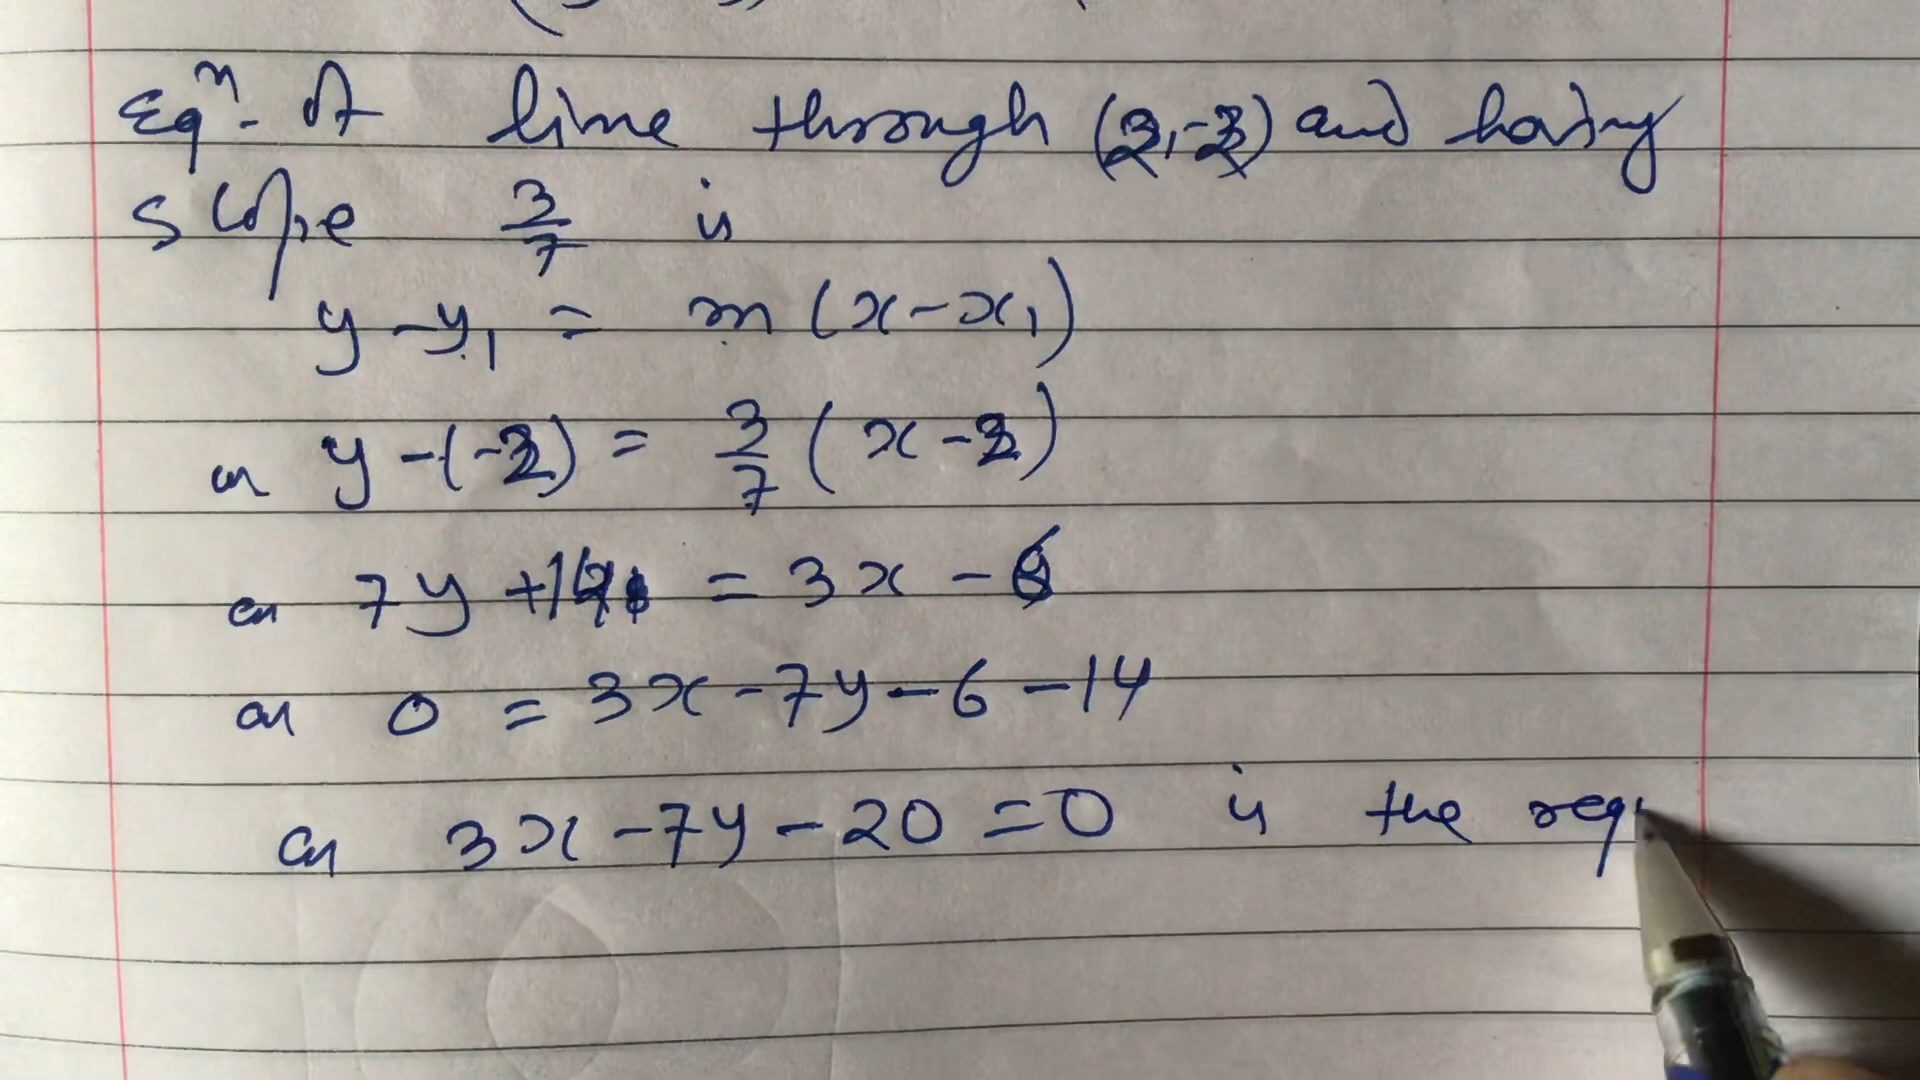 Eqⁿ. of line through (2,-2) and having
slope 3/7 is
y - y₁ = m(x - x₁)
or y - (-2) = 3/7 (x - 2)
or 7y + 14 = 3x - 6
or 0 = 3x - 7y - 6 - 14
or 3x - 7y - 20 = 0 is the requ